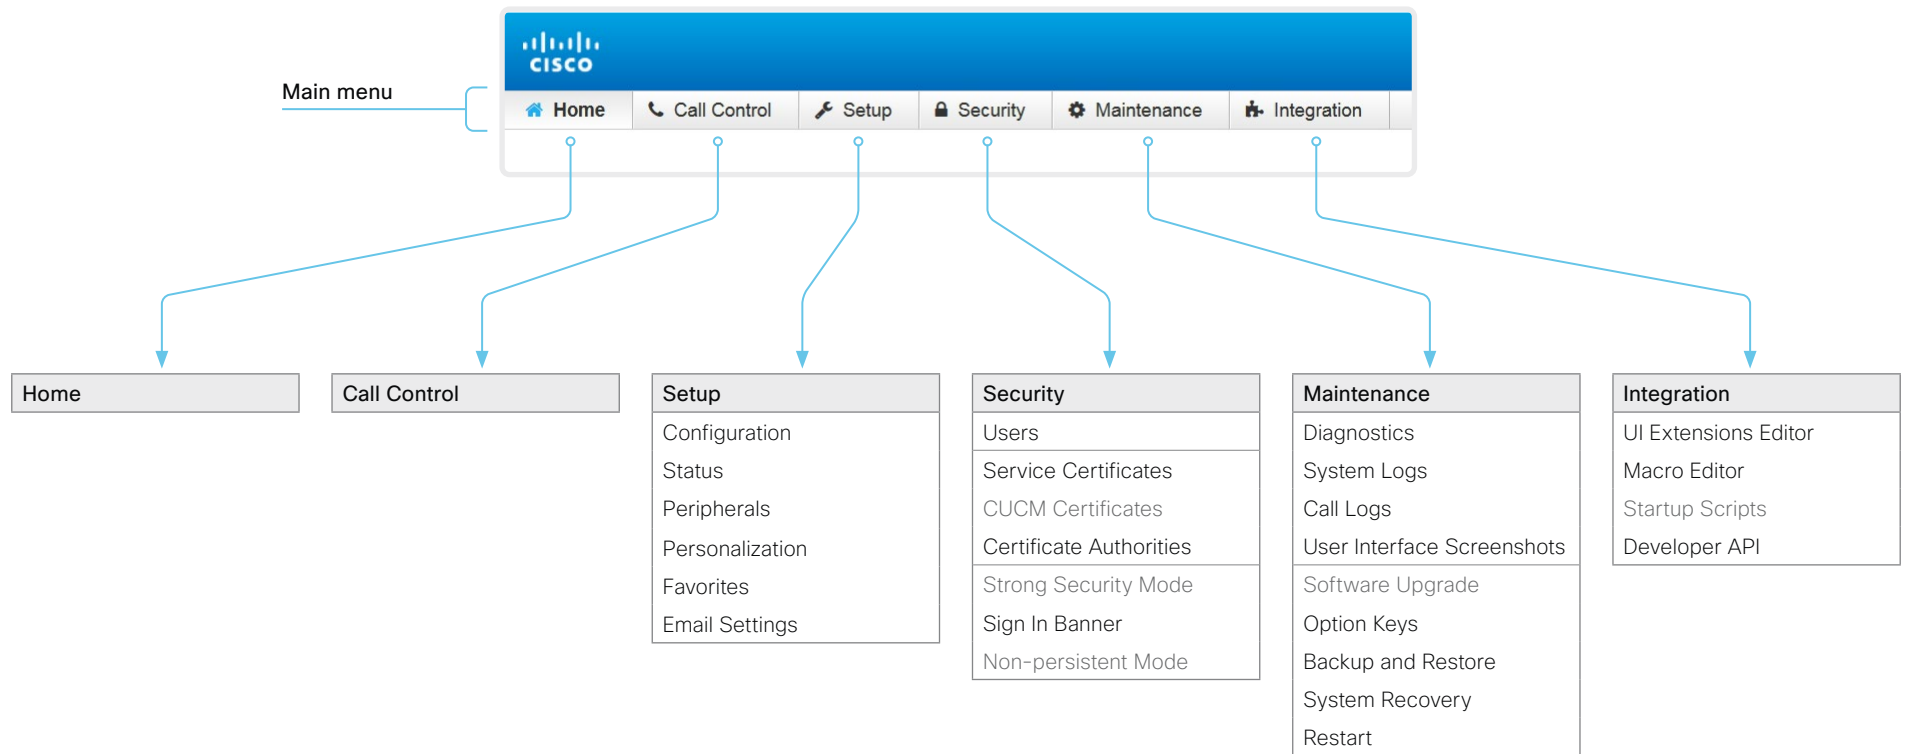 CISCO
Main menu
Home
Call Control
Setup
Security
Maintenance
Integration
Home
Call Control
Setup
Configuration
Status
Peripherals
Personalization
Favorites
Email Settings
Security
Users
Service Certificates
CUCM Certificates
Certificate Authorities
Strong Security Mode
Sign In Banner
Non-persistent Mode
Maintenance
Diagnostics
System Logs
Call Logs
User Interface Screenshots
Software Upgrade
Option Keys
Backup and Restore
System Recovery
Restart
Integration
UI Extensions Editor
Macro Editor
Startup Scripts
Developer API